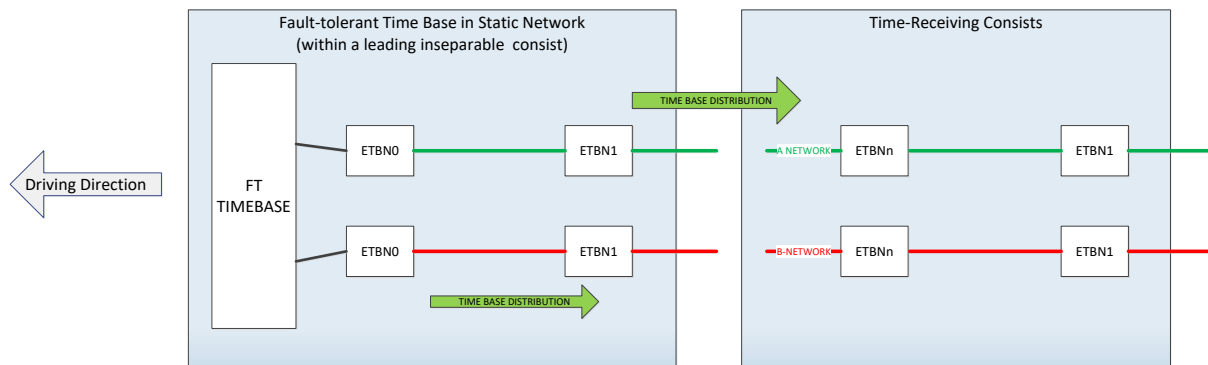 Fault-tolerant Time Base in Static Network
(within a leading inseparable consist)
Time-Receiving Consists
TIME BASE DISTRIBUTION
ETBN0
ETBN1
A NETWORK
ETBNn
ETBN1
Driving Direction
FT
TIMEBASE
ETBN0
ETBN1
B-NETWORK
ETBNn
ETBN1
TIME BASE DISTRIBUTION